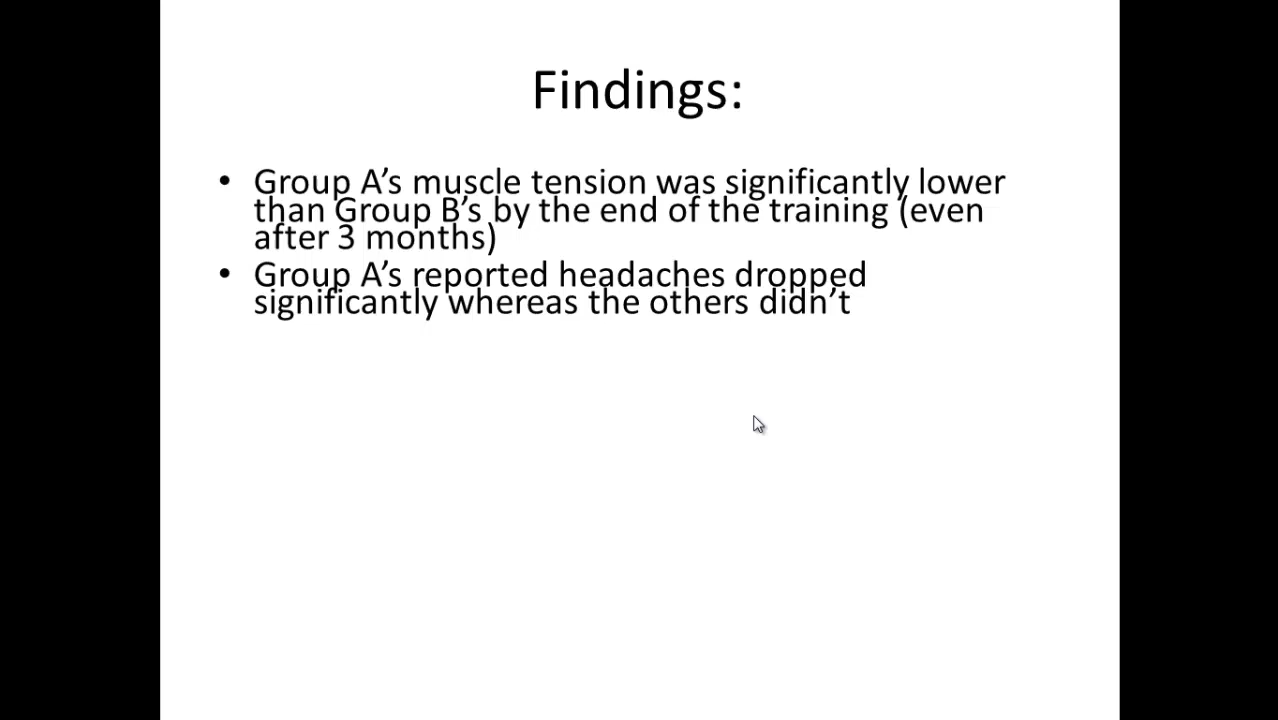 Findings:
• Group A’s muscle tension was significantly lower
than Group B’s by the end of the training (even
after 3 months)
• Group A’s reported headaches dropped
significantly whereas the others didn’t